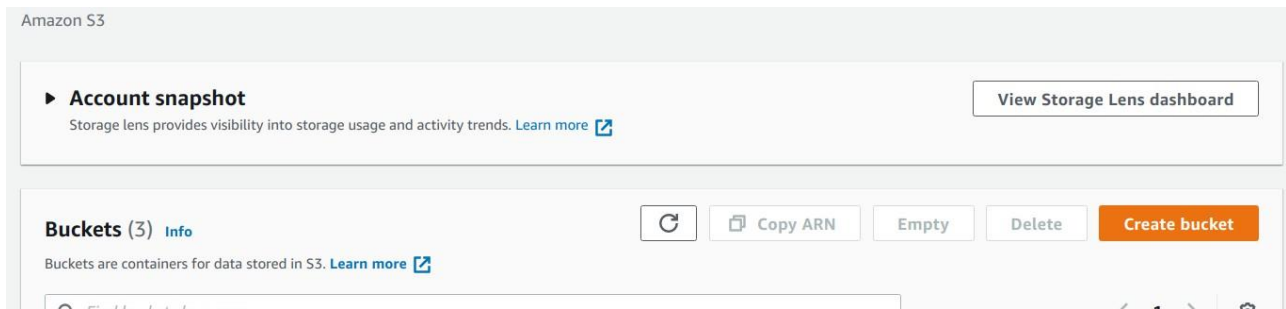 Amazon S3
Account snapshot
View Storage Lens dashboard
Storage lens provides visibility into storage usage and activity trends. Learn more
Buckets (3) Info
Copy ARN
Empty
Delete
Create bucket
Buckets are containers for data stored in S3. Learn more
1